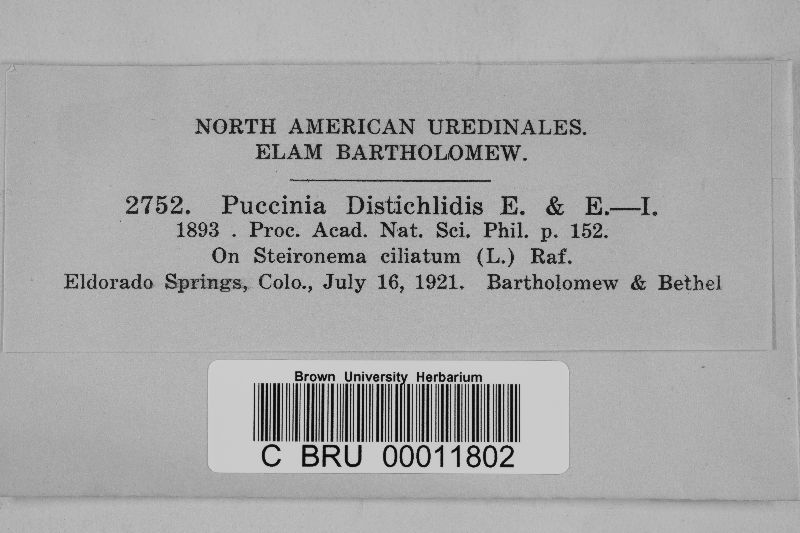 NORTH AMERICAN UREDINALES.
ELAM BARTHOLOMEW.
2752. Puccinia Distichlidis E. & E.—I.
1893 . Proc. Acad. Nat. Sci. Phil. p. 152.
On Steironema ciliatum (L.) Raf.
Eldorado Springs, Colo., July 16, 1921. Bartholomew & Bethel
Brown University Herbarium
C BRU 00011802